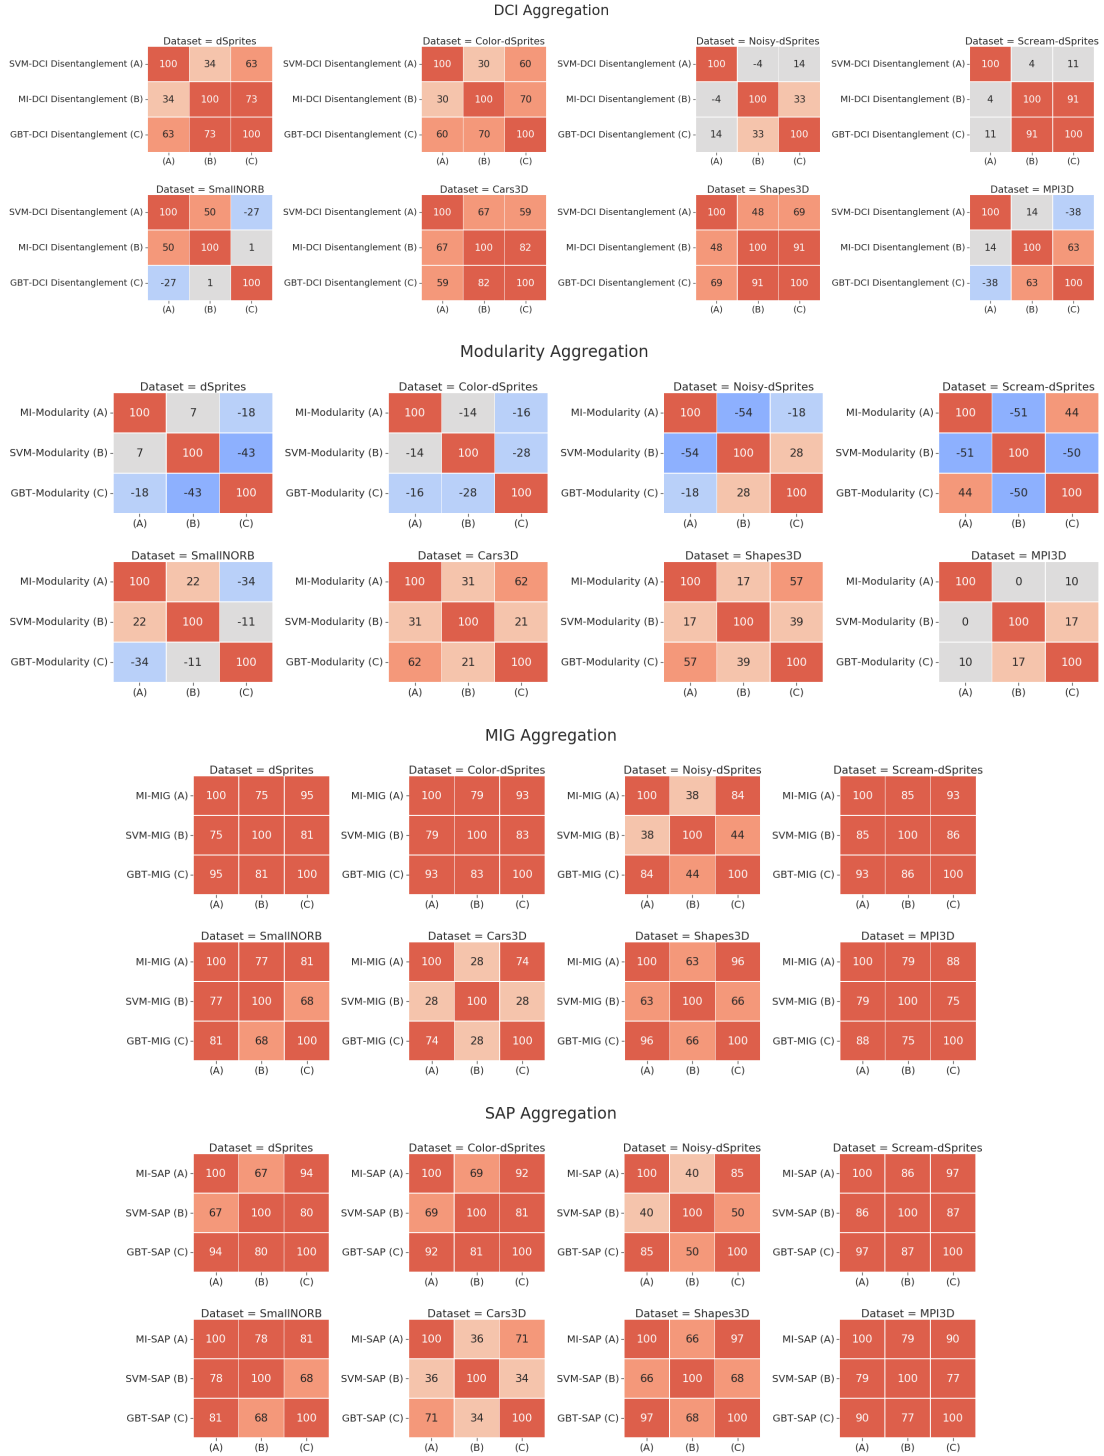 DCI Aggregation
Dataset = dSprites Dataset = Color-dSprites Dataset = Noisy-dSprites Dataset = Scream-dSprites
SVM-DCI Disentanglement (A) 100 34 63 SVM-DCI Disentanglement (A) 100 30 60 SVM-DCI Disentanglement (A) 100 -4 14 SVM-DCI Disentanglement (A) 100 4 11
MI-DCI Disentanglement (B) 34 100 73 MI-DCI Disentanglement (B) 30 100 70 MI-DCI Disentanglement (B) -4 100 33 MI-DCI Disentanglement (B) 4 100 91
GBT-DCI Disentanglement (C) 63 73 100 GBT-DCI Disentanglement (C) 60 70 100 GBT-DCI Disentanglement (C) 14 33 100 GBT-DCI Disentanglement (C) 11 91 100
(A) (B) (C) (A) (B) (C) (A) (B) (C) (A) (B) (C)
Dataset = SmallNORB Dataset = Cars3D Dataset = Shapes3D Dataset = MPI3D
SVM-DCI Disentanglement (A) 100 50 -27 SVM-DCI Disentanglement (A) 100 67 59 SVM-DCI Disentanglement (A) 100 48 69 SVM-DCI Disentanglement (A) 100 14 -38
MI-DCI Disentanglement (B) 50 100 1 MI-DCI Disentanglement (B) 67 100 82 MI-DCI Disentanglement (B) 48 100 91 MI-DCI Disentanglement (B) 14 100 63
GBT-DCI Disentanglement (C) -27 1 100 GBT-DCI Disentanglement (C) 59 82 100 GBT-DCI Disentanglement (C) 69 91 100 GBT-DCI Disentanglement (C) -38 63 100
(A) (B) (C) (A) (B) (C) (A) (B) (C) (A) (B) (C)
Modularity Aggregation
Dataset = dSprites Dataset = Color-dSprites Dataset = Noisy-dSprites Dataset = Scream-dSprites
MI-Modularity (A) 100 7 -18 MI-Modularity (A) 100 -14 -16 MI-Modularity (A) 100 -54 -18 MI-Modularity (A) 100 -51 44
SVM-Modularity (B) 7 100 -43 SVM-Modularity (B) -14 100 -28 SVM-Modularity (B) -54 100 28 SVM-Modularity (B) -51 100 -50
GBT-Modularity (C) -18 -43 100 GBT-Modularity (C) -16 -28 100 GBT-Modularity (C) -18 28 100 GBT-Modularity (C) 44 -50 100
(A) (B) (C) (A) (B) (C) (A) (B) (C) (A) (B) (C)
Dataset = SmallNORB Dataset = Cars3D Dataset = Shapes3D Dataset = MPI3D
MI-Modularity (A) 100 22 -34 MI-Modularity (A) 100 31 62 MI-Modularity (A) 100 17 57 MI-Modularity (A) 100 0 10
SVM-Modularity (B) 22 100 -11 SVM-Modularity (B) 31 100 21 SVM-Modularity (B) 17 100 39 SVM-Modularity (B) 0 100 17
GBT-Modularity (C) -34 -11 100 GBT-Modularity (C) 62 21 100 GBT-Modularity (C) 57 39 100 GBT-Modularity (C) 10 17 100
(A) (B) (C) (A) (B) (C) (A) (B) (C) (A) (B) (C)
MIG Aggregation
Dataset = dSprites Dataset = Color-dSprites Dataset = Noisy-dSprites Dataset = Scream-dSprites
MI-MIG (A) 100 75 95 MI-MIG (A) 100 79 93 MI-MIG (A) 100 38 84 MI-MIG (A) 100 85 93
SVM-MIG (B) 75 100 81 SVM-MIG (B) 79 100 83 SVM-MIG (B) 38 100 44 SVM-MIG (B) 85 100 86
GBT-MIG (C) 95 81 100 GBT-MIG (C) 93 83 100 GBT-MIG (C) 84 44 100 GBT-MIG (C) 93 86 100
(A) (B) (C) (A) (B) (C) (A) (B) (C) (A) (B) (C)
Dataset = SmallNORB Dataset = Cars3D Dataset = Shapes3D Dataset = MPI3D
MI-MIG (A) 100 77 81 MI-MIG (A) 100 28 74 MI-MIG (A) 100 63 96 MI-MIG (A) 100 79 88
SVM-MIG (B) 77 100 68 SVM-MIG (B) 28 100 28 SVM-MIG (B) 63 100 66 SVM-MIG (B) 79 100 75
GBT-MIG (C) 81 68 100 GBT-MIG (C) 74 28 100 GBT-MIG (C) 96 66 100 GBT-MIG (C) 88 75 100
(A) (B) (C) (A) (B) (C) (A) (B) (C) (A) (B) (C)
SAP Aggregation
Dataset = dSprites Dataset = Color-dSprites Dataset = Noisy-dSprites Dataset = Scream-dSprites
MI-SAP (A) 100 67 94 MI-SAP (A) 100 69 92 MI-SAP (A) 100 40 85 MI-SAP (A) 100 86 97
SVM-SAP (B) 67 100 80 SVM-SAP (B) 69 100 81 SVM-SAP (B) 40 100 50 SVM-SAP (B) 86 100 87
GBT-SAP (C) 94 80 100 GBT-SAP (C) 92 81 100 GBT-SAP (C) 85 50 100 GBT-SAP (C) 97 87 100
(A) (B) (C) (A) (B) (C) (A) (B) (C) (A) (B) (C)
Dataset = SmallNORB Dataset = Cars3D Dataset = Shapes3D Dataset = MPI3D
MI-SAP (A) 100 78 81 MI-SAP (A) 100 36 71 MI-SAP (A) 100 66 97 MI-SAP (A) 100 79 90
SVM-SAP (B) 78 100 68 SVM-SAP (B) 36 100 34 SVM-SAP (B) 66 100 68 SVM-SAP (B) 79 100 77
GBT-SAP (C) 81 68 100 GBT-SAP (C) 71 34 100 GBT-SAP (C) 97 68 100 GBT-SAP (C) 90 77 100
(A) (B) (C) (A) (B) (C) (A) (B) (C) (A) (B) (C)